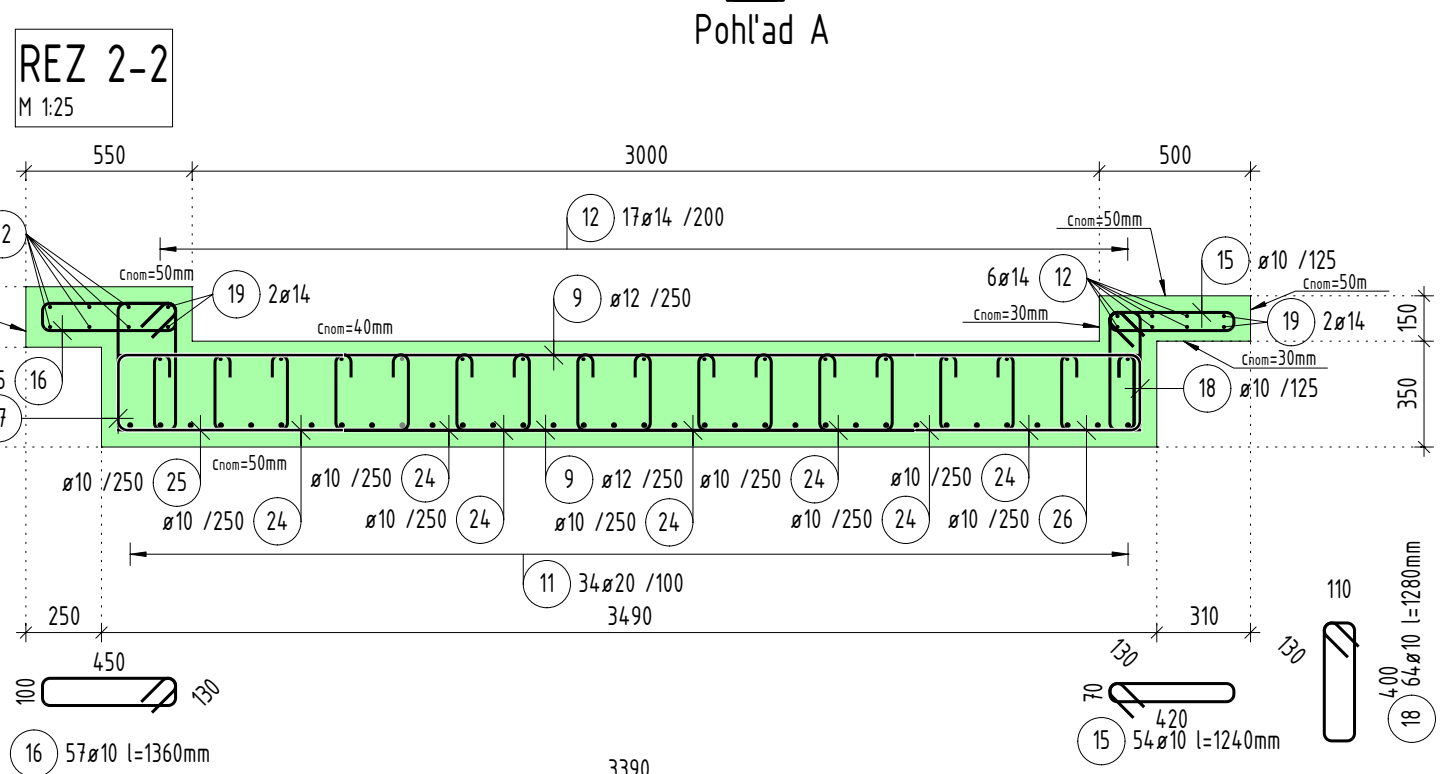 Pohľad A
REZ 2-2
M 1:25
550
3000
500
12 17ø14 /200
2
Cnom=50mm
Cnom=50mm
19 2ø14
9 ø12 /250
6ø14 12
15 ø10 /125
Cnom=50m
Cnom=40mm
Cnom=30mm
19 2ø14
150
Cnom=30mm
16
18 ø10 /125
350
7
Cnom=50mm
ø10 /250 25
ø10 /250 24
9 ø12 /250
ø10 /250 24
ø10 /250 24
ø10 /250 24
ø10 /250 24
ø10 /250 24
ø10 /250 24
ø10 /250 26
11 34ø20 /100
250
3490
310
450
100
130
16 57ø10 l=1360mm
130
70
420
15 54ø10 l=1240mm
110
130
400
18 64ø10 l=1280mm
3390